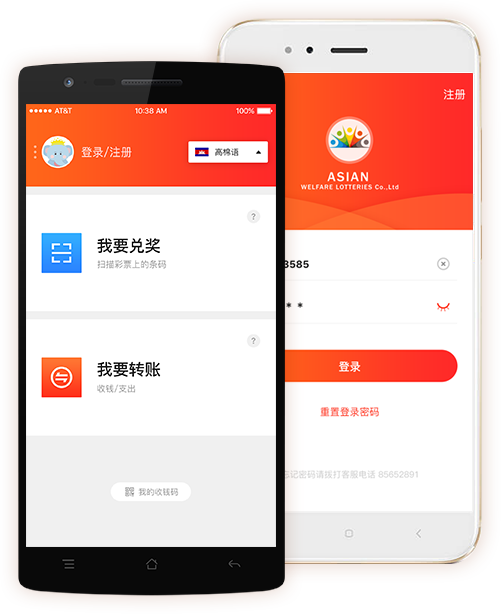 AT&T 10:38 AM 100%
登录/注册
高棉语
?
我要兑奖
扫描彩票上的条码
?
我要转账
收钱/支出
我的收钱码
注册
ASIAN
WELFARE LOTTERIES Co.,Ltd
3585
* *
登录
重置登录密码
忘记密码请拨打客服电话 85652891